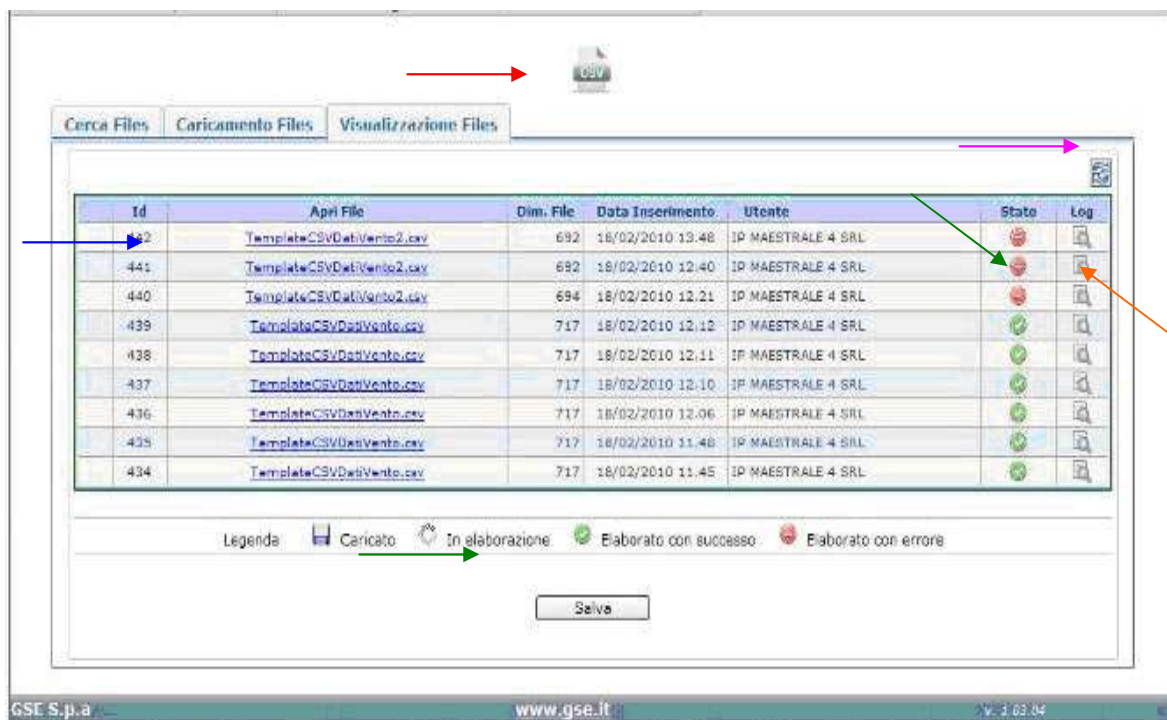 CSV
Cerca Files Caricamento Files Visualizzazione Files
Id Apri File Dim. File Data Inserimento Utente Stato Log
TemplateCSVDatiVento2.csv 692 18/02/2010 13.48 IP MAESTRALE 4 SRL
441 TemplateCSVDatiVento2.csv 692 18/02/2010 12.40 IP MAESTRALE 4 SRL
440 TemplateCSVDatiVento2.csv 694 18/02/2010 12.21 IP MAESTRALE 4 SRL
439 TemplateCSVDatiVento.csv 717 18/02/2010 12.12 IP MAESTRALE 4 SRL
438 TemplateCSVDatiVento.csv 717 18/02/2010 12.11 IP MAESTRALE 4 SRL
437 TemplateCSVDatiVento.csv 717 18/02/2010 12.10 IP MAESTRALE 4 SRL
436 TemplateCSVDatiVento.csv 717 18/02/2010 12.06 IP MAESTRALE 4 SRL
435 TemplateCSVDatiVento.csv 717 18/02/2010 11.48 IP MAESTRALE 4 SRL
434 TemplateCSVDatiVento.csv 717 18/02/2010 11.45 IP MAESTRALE 4 SRL
Legenda Caricato In elaborazione Elaborato con successo Elaborato con errore
Salva
GSE S.p.a www.gse.it v. 1.03.04